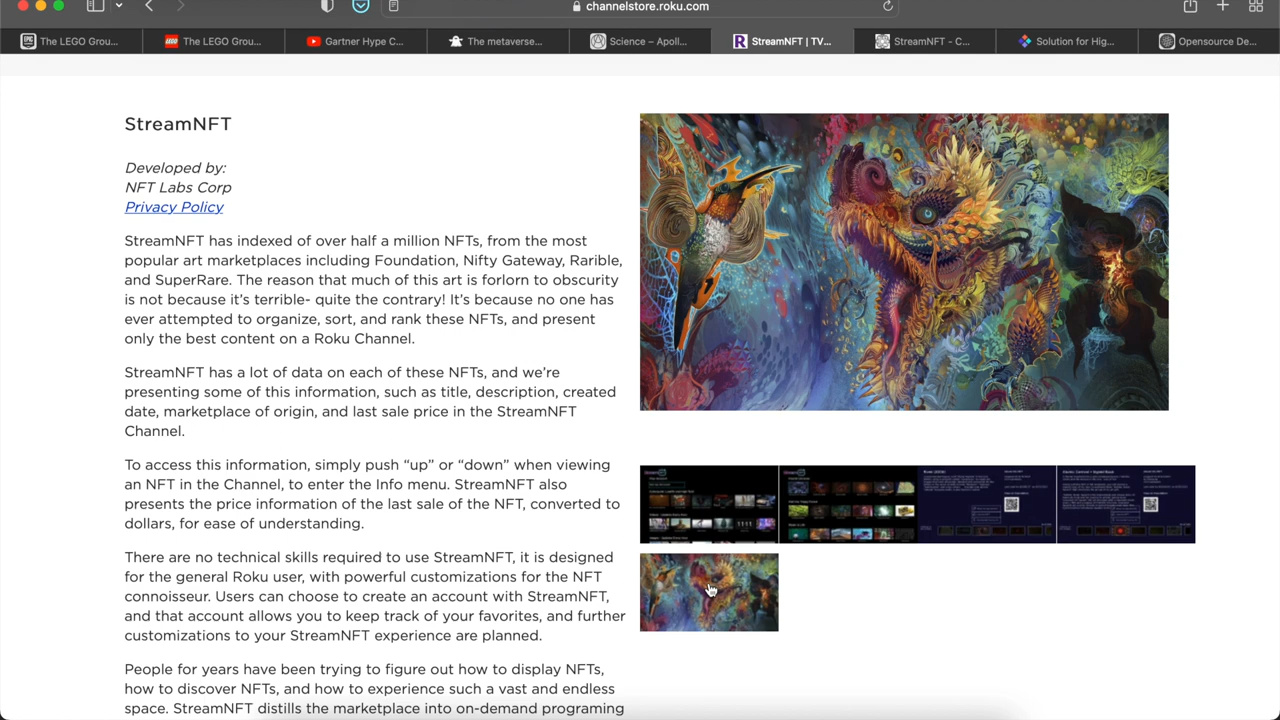 channelstore.roku.com
The LEGO Grou...
The LEGO Grou...
Gartner Hype C...
The metaverse...
Science – Apoll...
StreamNFT | TV...
StreamNFT - C...
Solution for Hig...
Opensource De...
StreamNFT
Developed by:
NFT Labs Corp
Privacy Policy
StreamNFT has indexed of over half a million NFTs, from the most
popular art marketplaces including Foundation, Nifty Gateway, Rarible,
and SuperRare. The reason that much of this art is forlorn to obscurity
is not because it's terrible- quite the contrary! It's because no one has
ever attempted to organize, sort, and rank these NFTs, and present
only the best content on a Roku Channel.
StreamNFT has a lot of data on each of these NFTs, and we're
presenting some of this information, such as title, description, created
date, marketplace of origin, and last sale price in the StreamNFT
Channel.
To access this information, simply push “up” or “down” when viewing
an NFT in the Channel, to enter the info menu. StreamNFT also
presents the price information of the last sale of the NFT, converted to
dollars, for ease of understanding.
There are no technical skills required to use StreamNFT, it is designed
for the general Roku user, with powerful customizations for the NFT
connoisseur. Users can choose to create an account with StreamNFT,
and that account allows you to keep track of your favorites, and further
customizations to your StreamNFT experience are planned.
People for years have been trying to figure out how to display NFTs,
how to discover NFTs, and how to experience such a vast and endless
space. StreamNFT distills the marketplace into on-demand programing